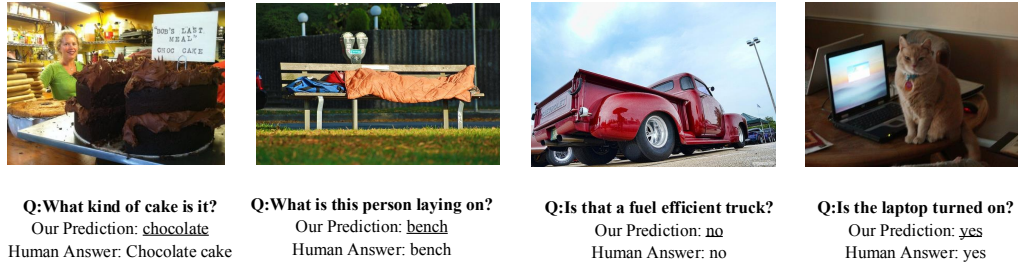 "BOB'S LAST
MEAL"
CHOC CAKE
Q:What kind of cake is it?
Our Prediction: chocolate
Human Answer: Chocolate cake
Q:What is this person laying on?
Our Prediction: bench
Human Answer: bench
Q:Is that a fuel efficient truck?
Our Prediction: no
Human Answer: no
Q:Is the laptop turned on?
Our Prediction: yes
Human Answer: yes